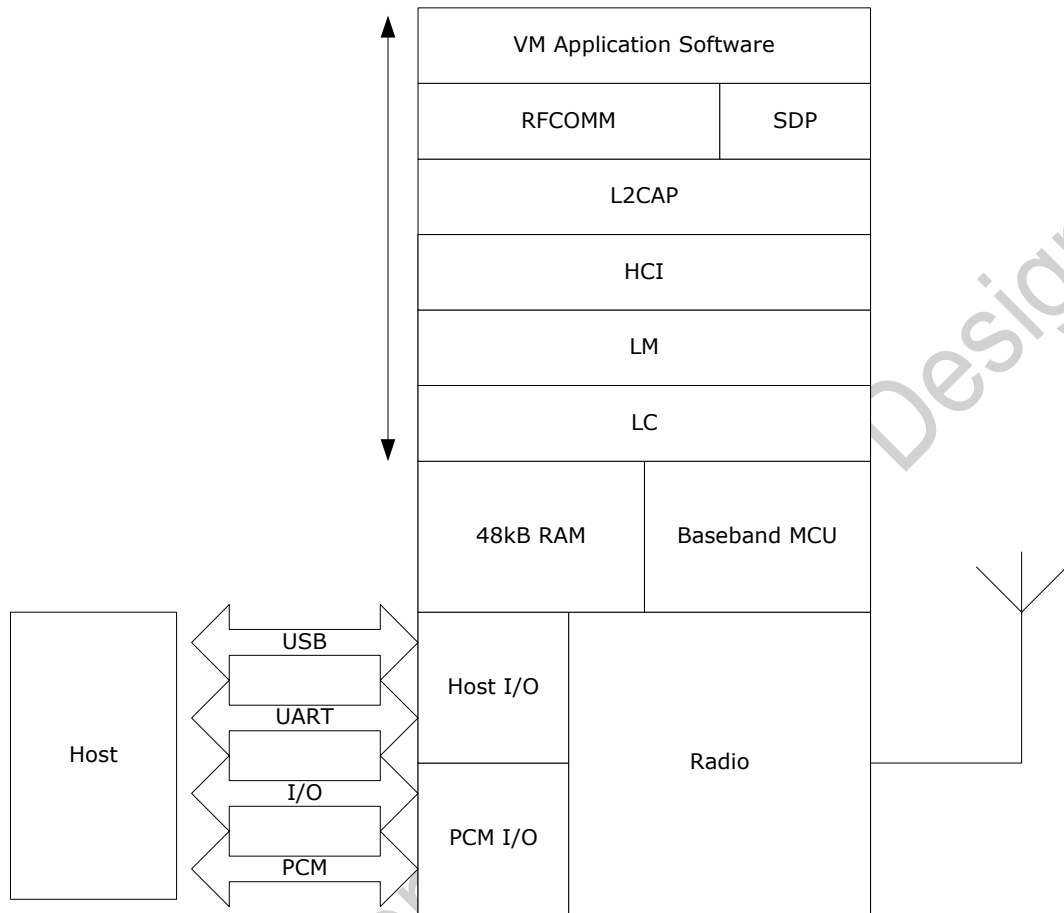 VM Application Software
RFCOMM
SDP
L2CAP
HCI
LM
LC
48kB RAM
Baseband MCU
USB
Host I/O
UART
Host
Radio
I/O
PCM I/O
PCM